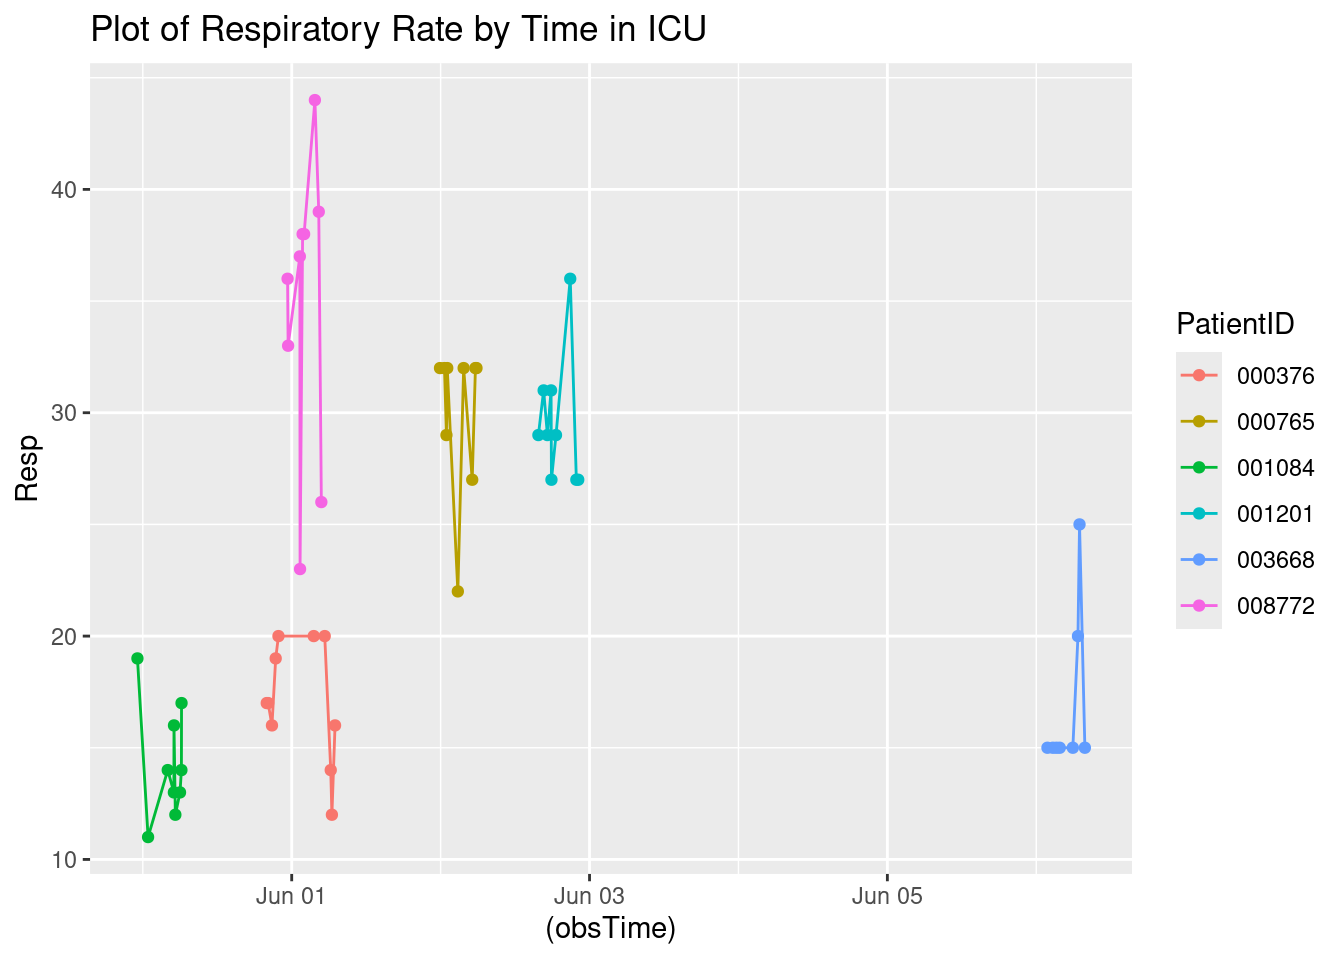 Plot of Respiratory Rate by Time in ICU
40
30
20
10
Resp
Jun 01
Jun 03
Jun 05
(obsTime)
PatientID
000376
000765
001084
001201
003668
008772